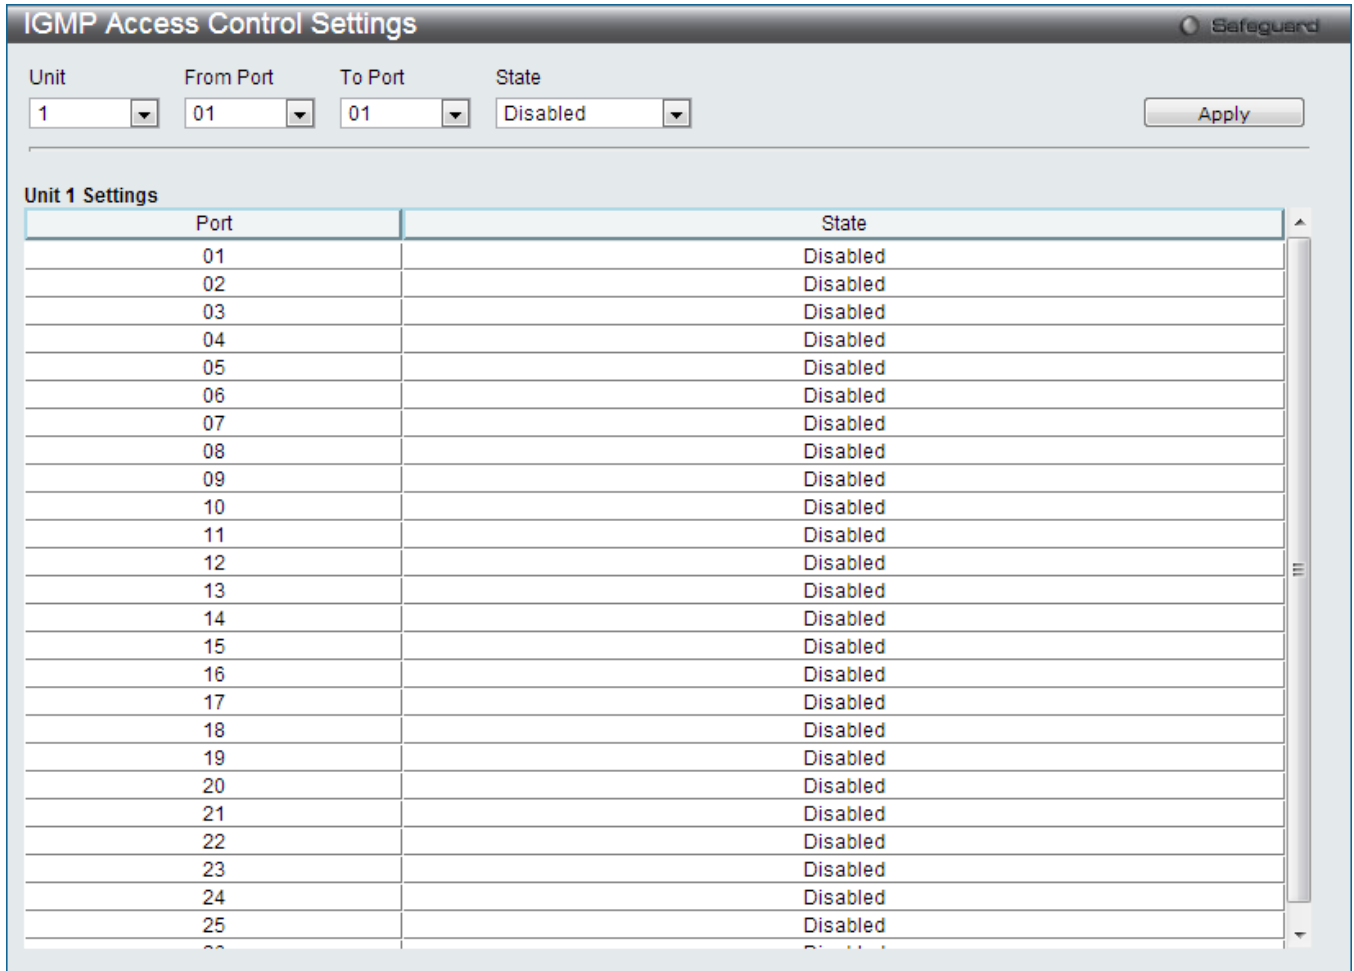 IGMP Access Control Settings
Safeguard
Unit From Port To Port State
1 01 01 Disabled
Apply
Unit 1 Settings
Port State
01 Disabled
02 Disabled
03 Disabled
04 Disabled
05 Disabled
06 Disabled
07 Disabled
08 Disabled
09 Disabled
10 Disabled
11 Disabled
12 Disabled
13 Disabled
14 Disabled
15 Disabled
16 Disabled
17 Disabled
18 Disabled
19 Disabled
20 Disabled
21 Disabled
22 Disabled
23 Disabled
24 Disabled
25 Disabled